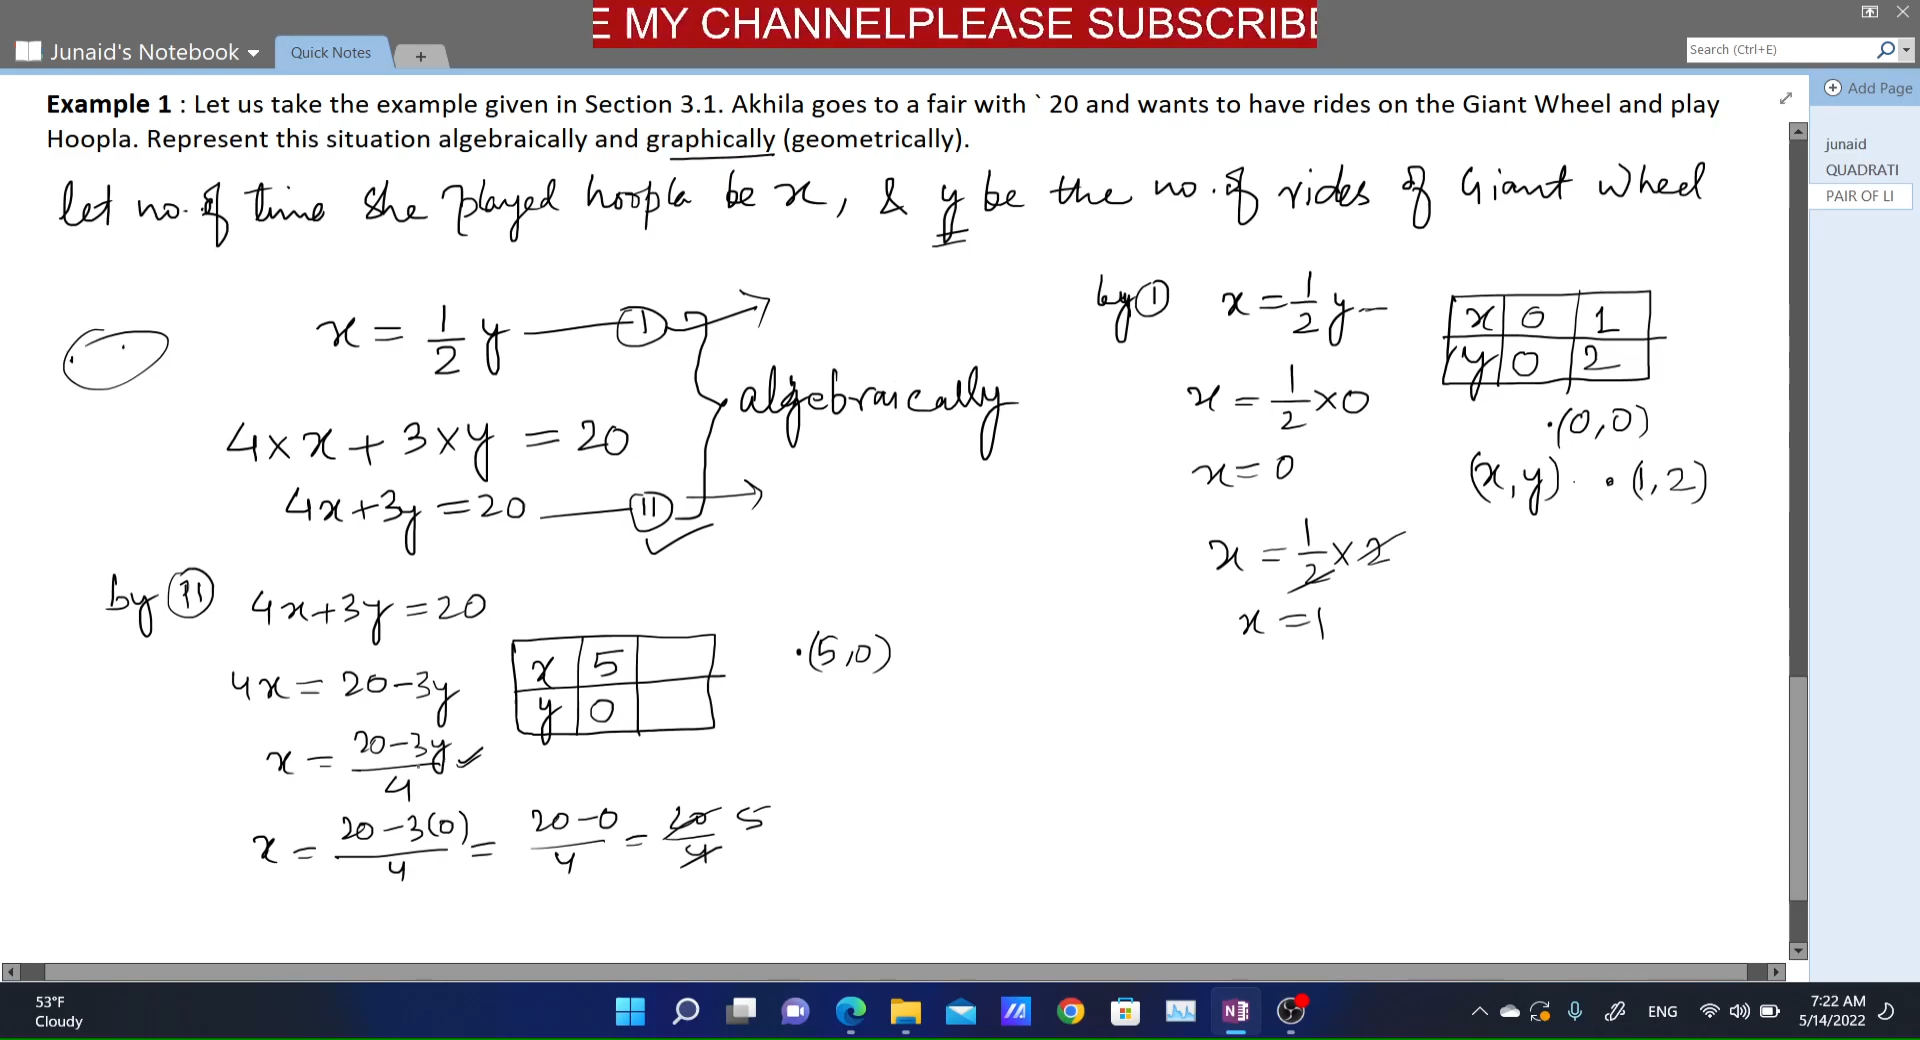 E MY CHANNELPLEASE SUBSCRIBE
Junaid's Notebook
Quick Notes
+
Search (Ctrl+E)
Add Page
junaid
QUADRATI
PAIR OF LI
Example 1 : Let us take the example given in Section 3.1. Akhila goes to a fair with ` 20 and wants to have rides on the Giant Wheel and play
Hoopla. Represent this situation algebraically and graphically (geometrically).
let no. of time she played hoopla be x, & y be the no. of rides of Giant Wheel
x = 1/2 y — I
4 × x + 3 × y = 20
4x+3y = 20 — II
algebraically
by II 4x+3y = 20
4x = 20-3y
x = (20-3y)/4
x = (20-3(0))/4 = (20-0)/4 = 20/4 5
x 5
y 0
.(5,0)
by I x = 1/2 y
x = 1/2 × 0
x = 0
x = 1/2 × 2
x = 1
x 0 1
y 0 2
.(0,0)
(x,y) . (1,2)
53°F
Cloudy
ENG
7:22 AM
5/14/2022